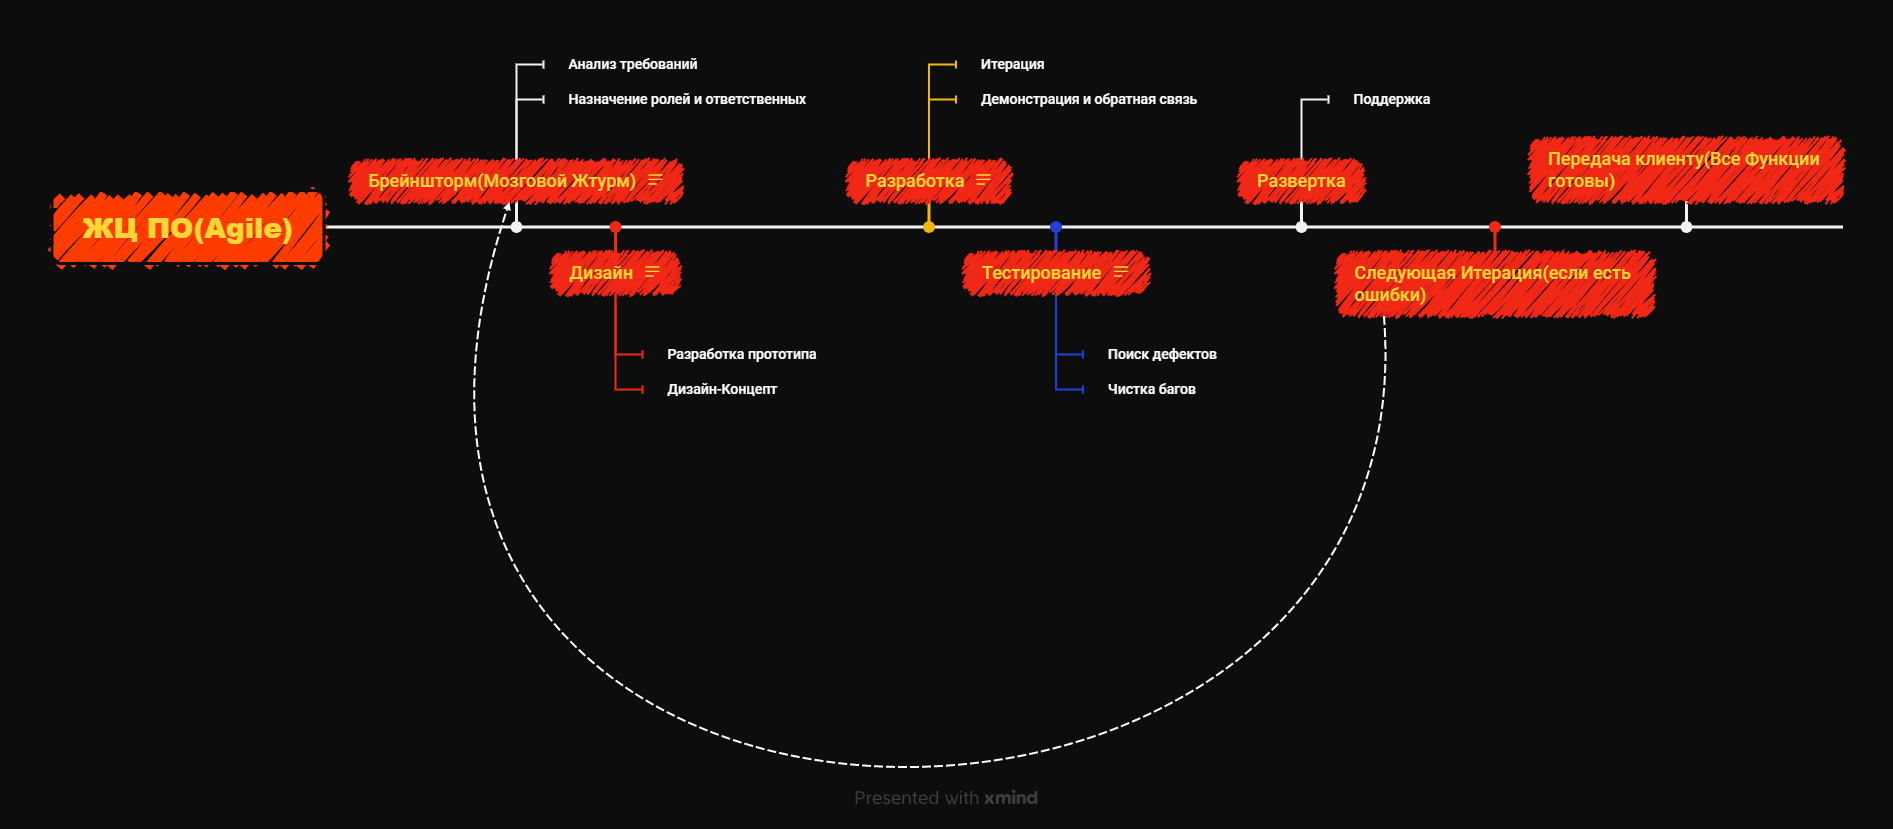 ЖЦ ПО(Agile)
Анализ требований
Назначение ролей и ответственных
Брейншторм(Мозговой Жтурм)
Дизайн
Разработка прототипа
Дизайн-Концепт
Итерация
Демонстрация и обратная связь
Разработка
Тестирование
Поиск дефектов
Чистка багов
Поддержка
Развертка
Следующая Итерация(если есть
ошибки)
Передача клиенту(Все Функции
готовы)
Presented with xmind